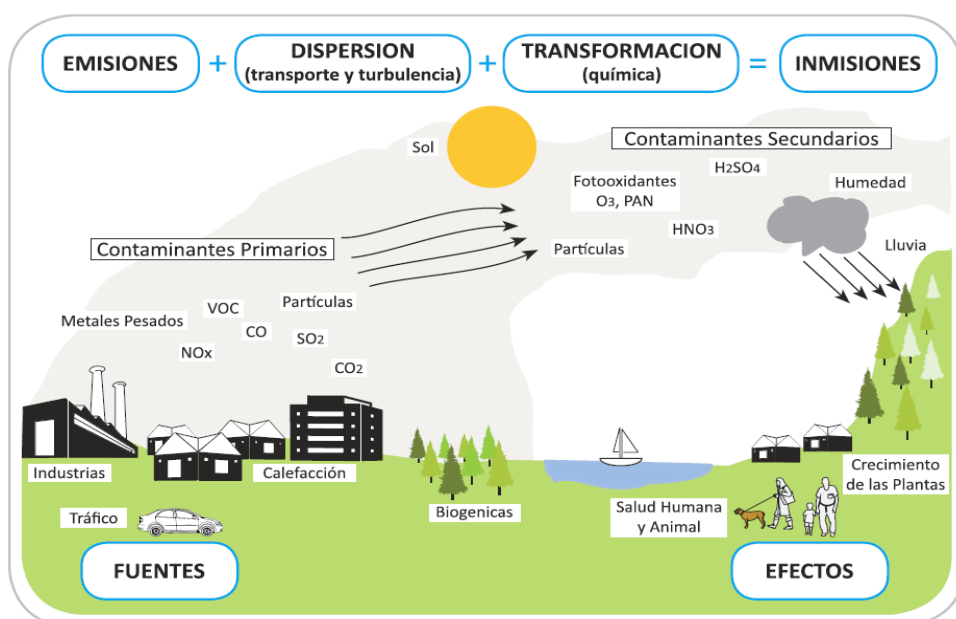 EMISIONES + DISPERSION (transporte y turbulencia) + TRANSFORMACION (química) = INMISIONES
Sol
Contaminantes Secundarios
H2SO4
Fotooxidantes
O3, PAN
Humedad
HNO3
Contaminantes Primarios
Partículas
Lluvia
VOC
Partículas
Metales Pesados
CO
SO2
NOx
CO2
Industrias
Calefacción
Crecimiento
de las Plantas
Biogenicas
Salud Humana
y Animal
Tráfico
FUENTES
EFECTOS